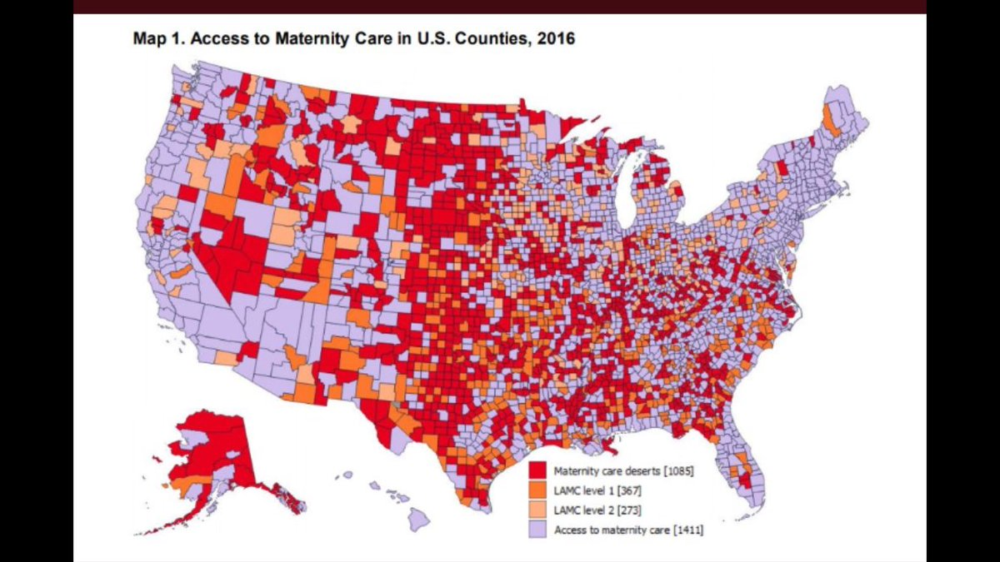 Map 1. Access to Maternity Care in U.S. Counties, 2016
Maternity care deserts [1085]
LAMC level 1 [367]
LAMC level 2 [273]
Access to maternity care [1411]